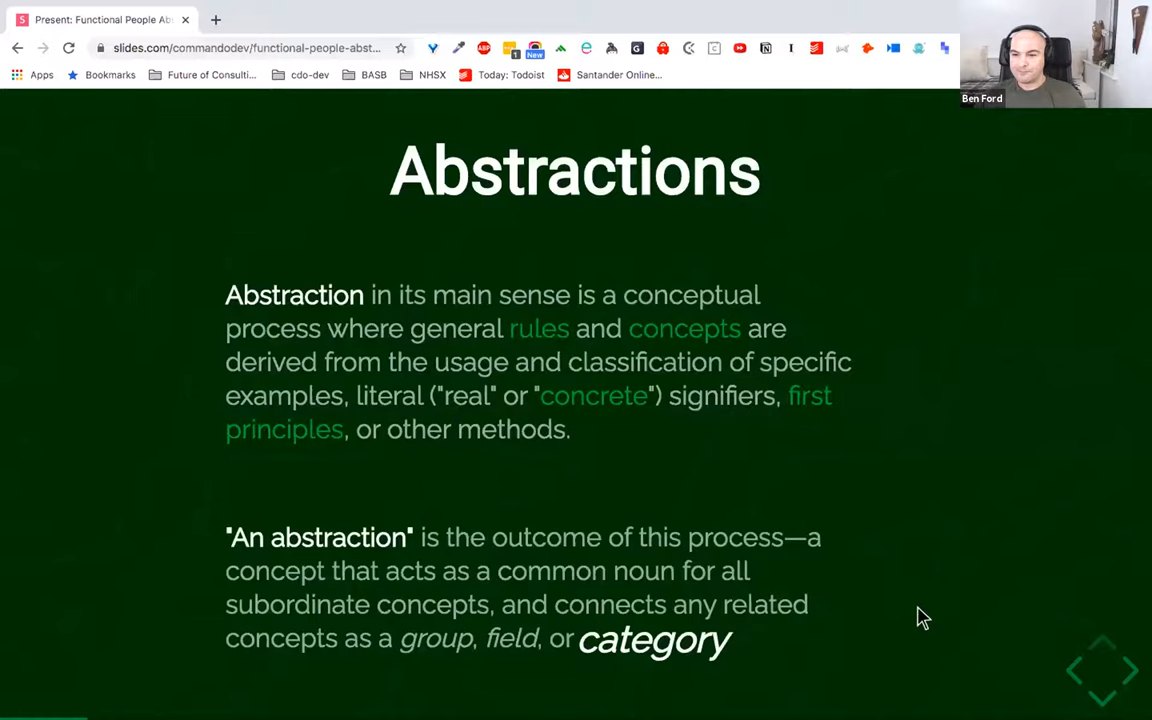 Present: Functional People Abs
slides.com/commandodev/functional-people-abst...
1
New
Apps
Bookmarks
Future of Consulti...
cdo-dev
BASB
NHSX
Today: Todoist
Santander Online...
Ben Ford
Abstractions
Abstraction in its main sense is a conceptual
process where general rules and concepts are
derived from the usage and classification of specific
examples, literal ("real" or "concrete") signifiers, first
principles, or other methods.
"An abstraction" is the outcome of this process—a
concept that acts as a common noun for all
subordinate concepts, and connects any related
concepts as a group, field, or category